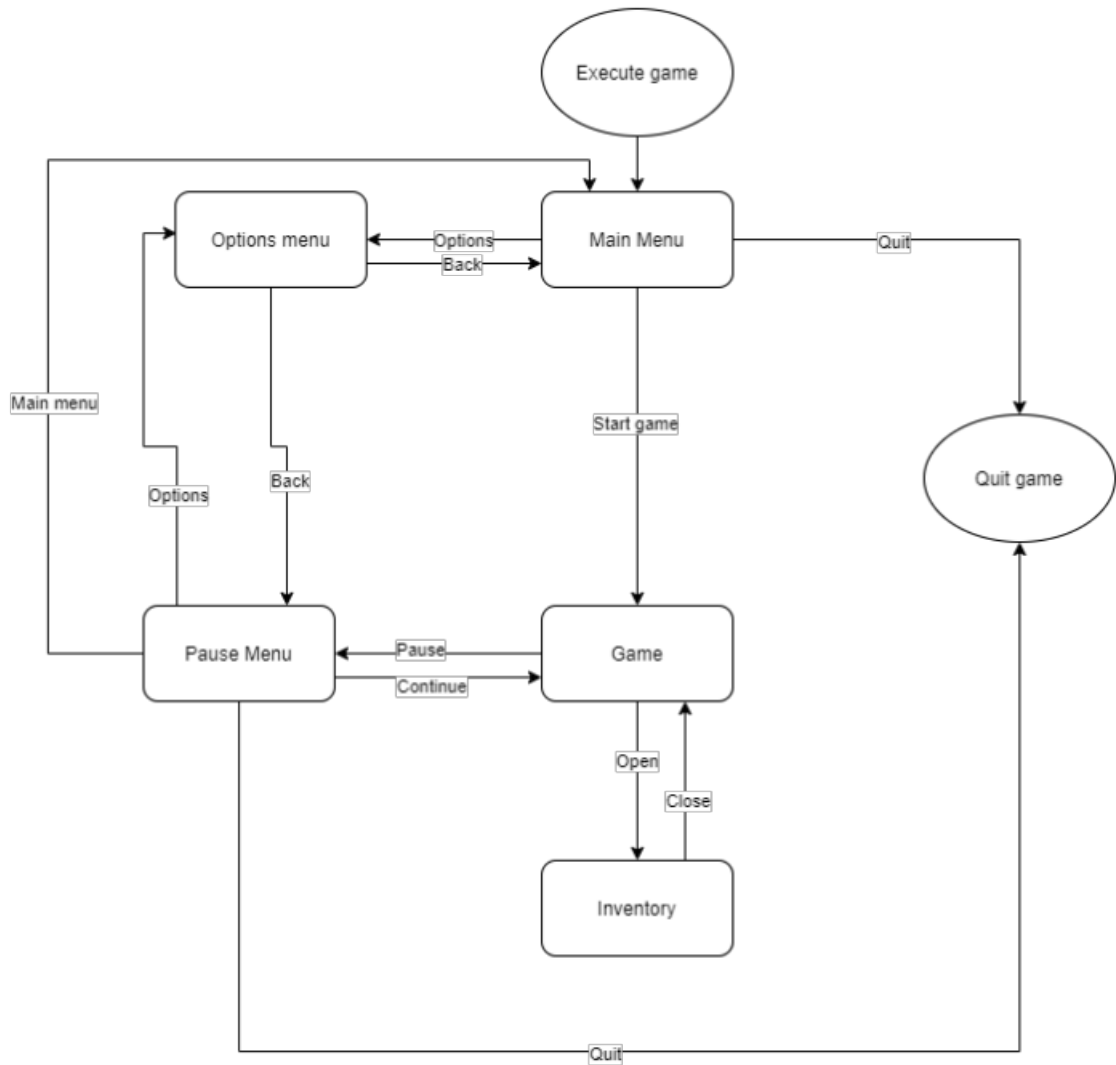 Execute game
Options menu
Options
Main Menu
Quit
Back
Main menu
Start game
Back
Options
Quit game
Pause Menu
Pause
Game
Continue
Open
Close
Inventory
Quit